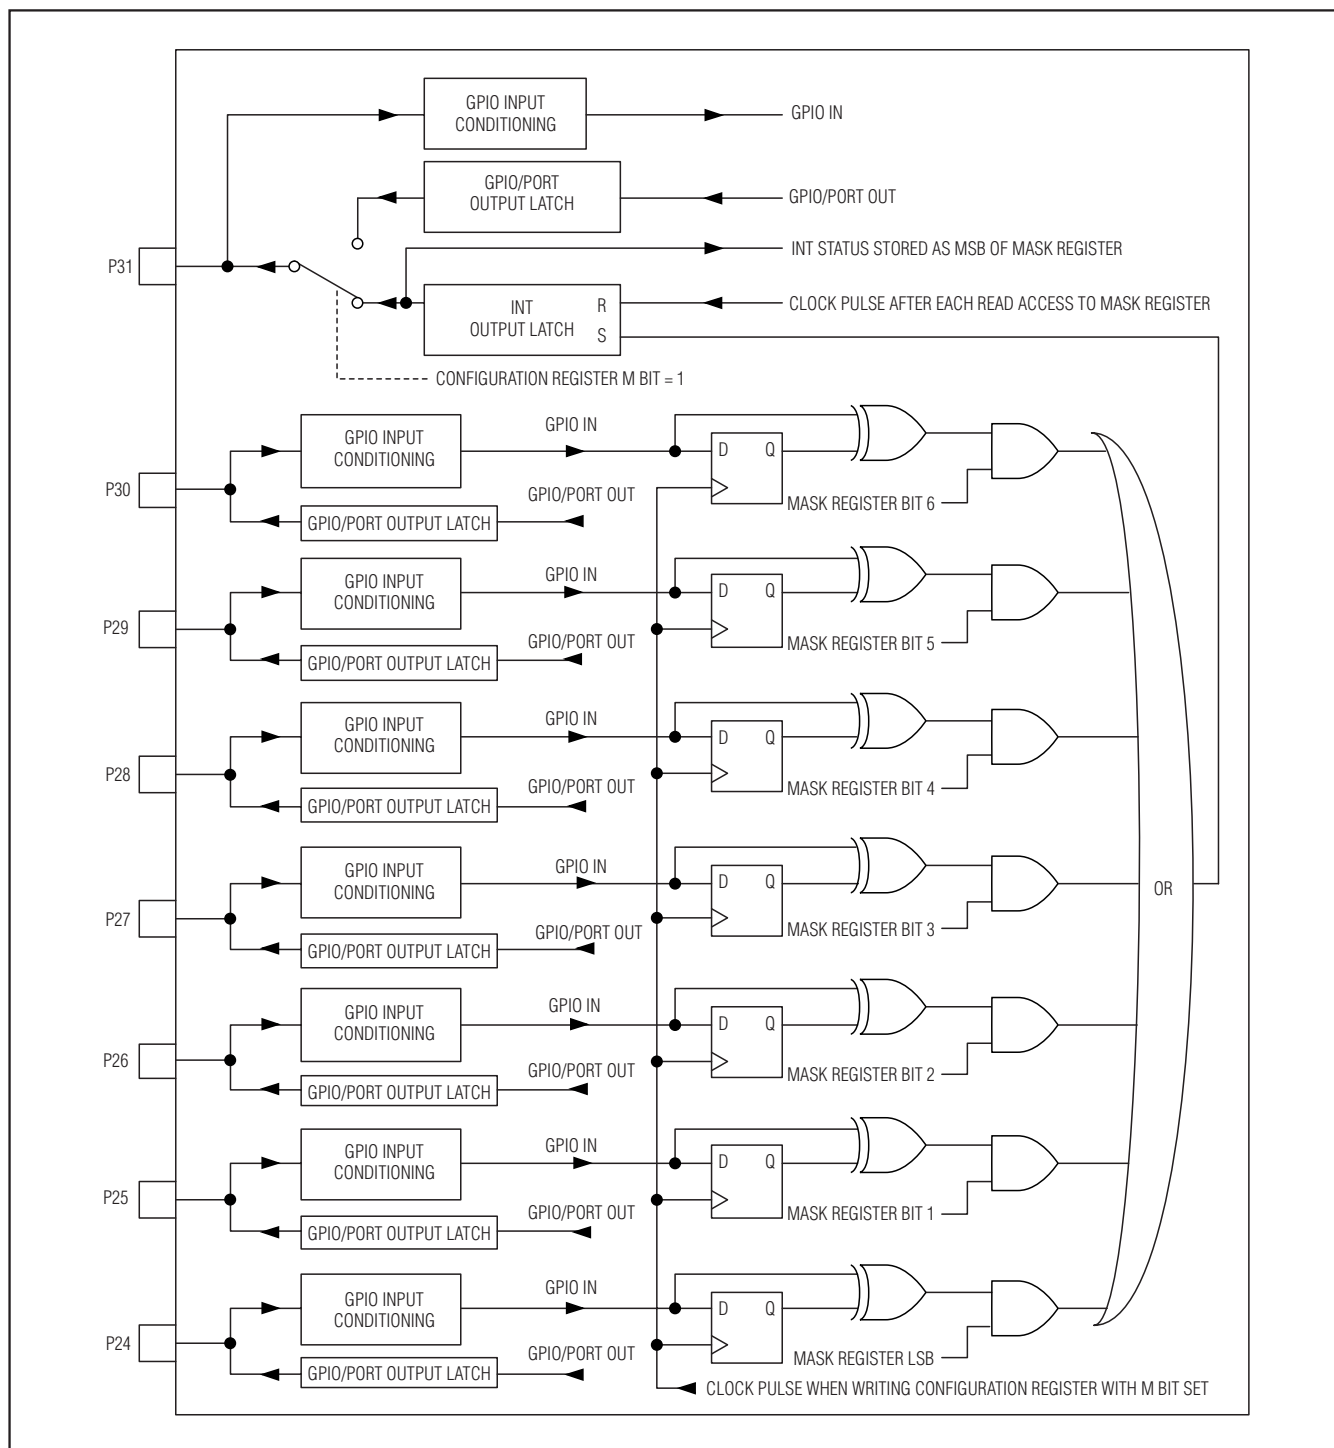 GPIO INPUT
CONDITIONING
GPIO IN
GPIO/PORT
OUTPUT LATCH
GPIO/PORT OUT
P31
INT STATUS STORED AS MSB OF MASK REGISTER
INT
OUTPUT LATCH
R
S
CLOCK PULSE AFTER EACH READ ACCESS TO MASK REGISTER
CONFIGURATION REGISTER M BIT = 1
P30
GPIO INPUT
CONDITIONING
GPIO IN
GPIO/PORT OUT
GPIO/PORT OUTPUT LATCH
D Q
MASK REGISTER BIT 6
P29
GPIO INPUT
CONDITIONING
GPIO IN
GPIO/PORT OUT
GPIO/PORT OUTPUT LATCH
D Q
MASK REGISTER BIT 5
P28
GPIO INPUT
CONDITIONING
GPIO IN
GPIO/PORT OUT
GPIO/PORT OUTPUT LATCH
D Q
MASK REGISTER BIT 4
P27
GPIO INPUT
CONDITIONING
GPIO IN
GPIO/PORT OUT
GPIO/PORT OUTPUT LATCH
D Q
MASK REGISTER BIT 3
OR
P26
GPIO INPUT
CONDITIONING
GPIO IN
GPIO/PORT OUT
GPIO/PORT OUTPUT LATCH
D Q
MASK REGISTER BIT 2
P25
GPIO INPUT
CONDITIONING
GPIO IN
GPIO/PORT OUT
GPIO/PORT OUTPUT LATCH
D Q
MASK REGISTER BIT 1
P24
GPIO INPUT
CONDITIONING
GPIO IN
GPIO/PORT OUT
GPIO/PORT OUTPUT LATCH
D Q
MASK REGISTER LSB
CLOCK PULSE WHEN WRITING CONFIGURATION REGISTER WITH M BIT SET